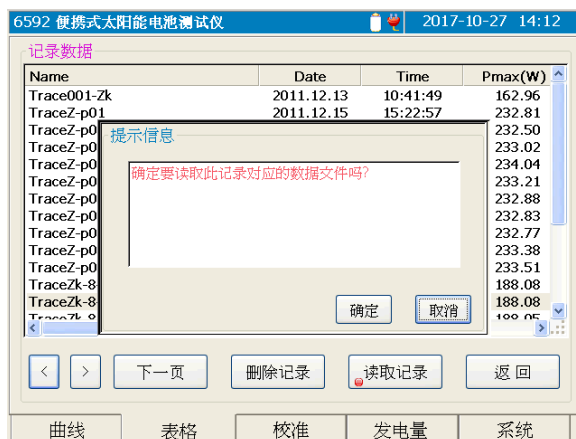 6592 便携式太阳能电池测试仪 2017-10-27 14:12
记录数据
Name Date Time Pmax(W)
Trace001-Zk 2011.12.13 10:41:49 162.96
TraceZ-p01 2011.12.15 15:22:57 232.81
TraceZ-p0 232.50
提示信息
TraceZ-p0 233.02
TraceZ-p0 234.04
确定要读取此记录对应的数据文件吗?
TraceZ-p0 233.21
TraceZ-p0 232.88
TraceZ-p0 232.83
TraceZ-p0 232.77
TraceZ-p0 233.38
TraceZ-p0 233.51
TraceZk-8 188.08
TraceZk-8 188.08
确定 取消
TraceZk-8 188.05
< > 下一页 删除记录 读取记录 返回
曲线 表格 校准 发电量 系统